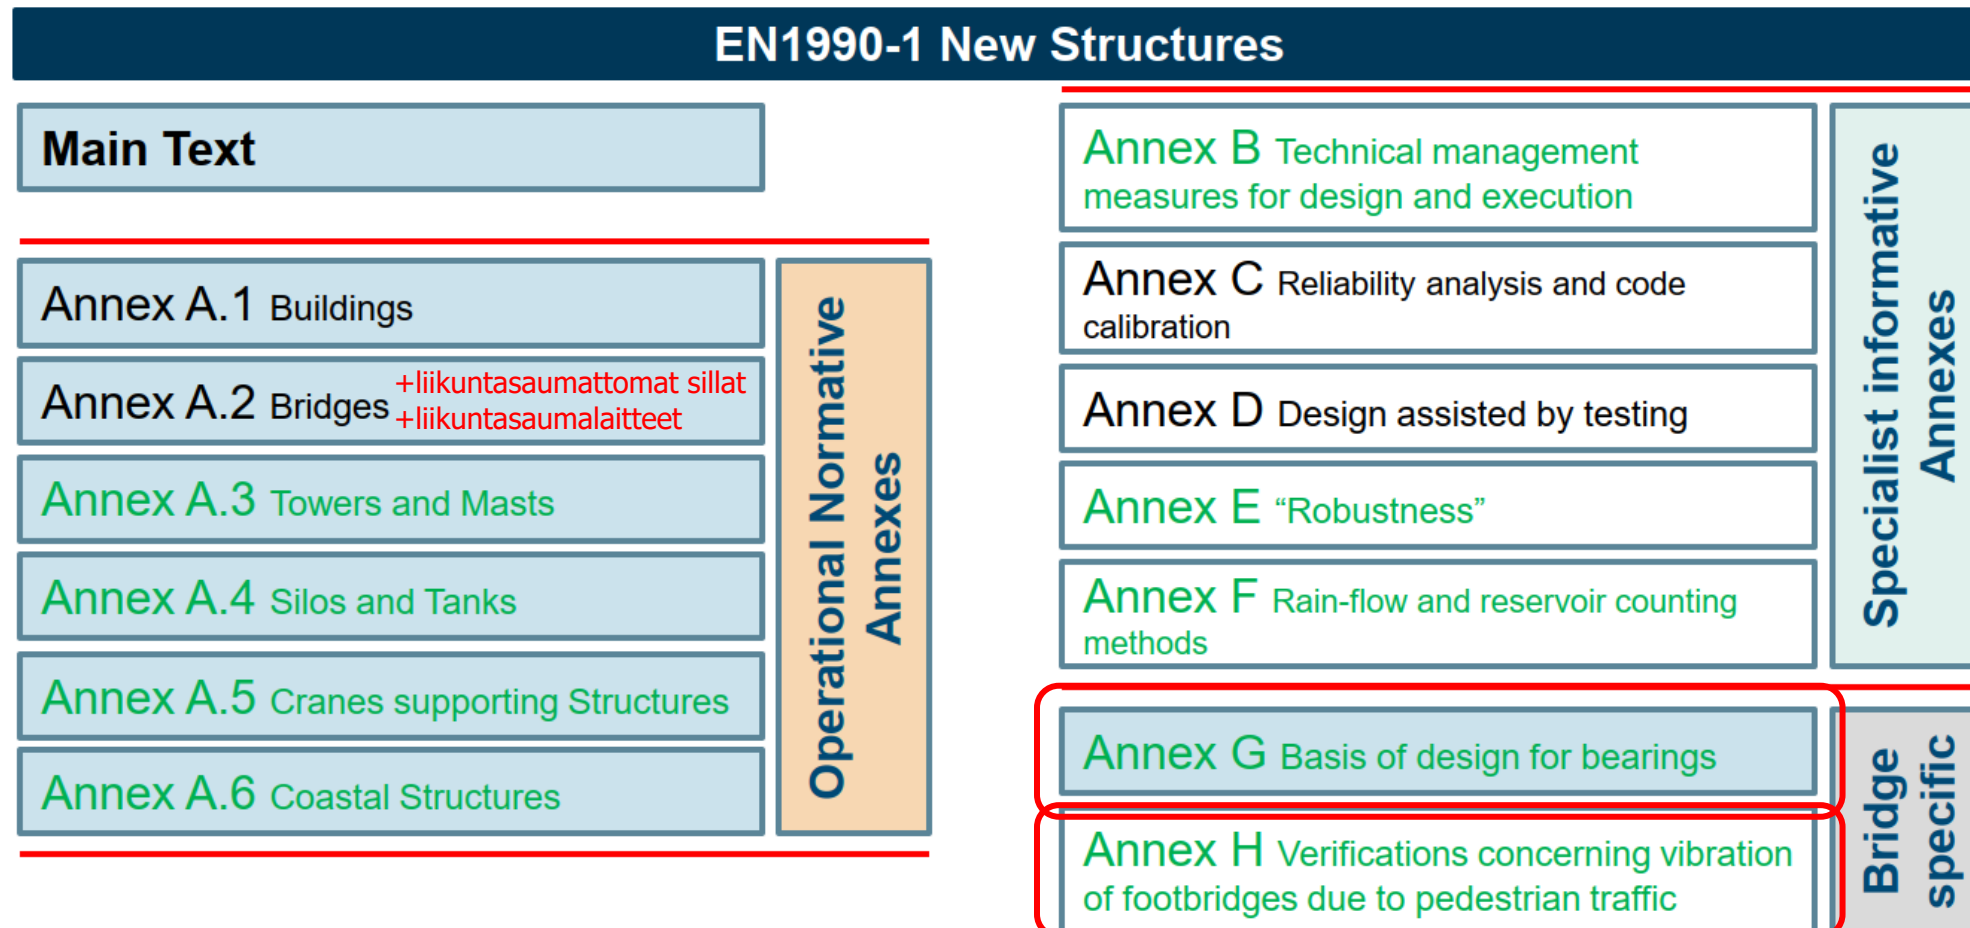 EN1990-1 New Structures
Main Text
Annex A.1 Buildings
Annex A.2 Bridges
+liikuntasaumattomat sillat
+liikuntasaumalaitteet
Annex A.3 Towers and Masts
Annex A.4 Silos and Tanks
Annex A.5 Cranes supporting Structures
Annex A.6 Coastal Structures
Operational Normative
Annexes
Annex B Technical management
measures for design and execution
Annex C Reliability analysis and code
calibration
Annex D Design assisted by testing
Annex E “Robustness”
Annex F Rain-flow and reservoir counting
methods
Specialist informative
Annexes
Annex G Basis of design for bearings
Annex H Verifications concerning vibration
of footbridges due to pedestrian traffic
Bridge
specific